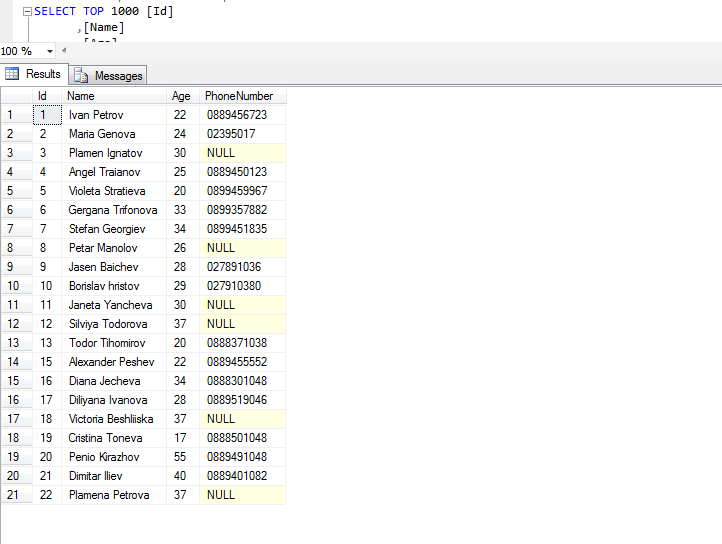 SELECT TOP 1000 [Id]
,[Name]
,[Age]
100 %
Results Messages
Id Name Age PhoneNumber
1 1 Ivan Petrov 22 0889456723
2 2 Maria Genova 24 02395017
3 3 Plamen Ignatov 30 NULL
4 4 Angel Traianov 25 0889450123
5 5 Violeta Stratieva 20 0899459967
6 6 Gergana Trifonova 33 0899357882
7 7 Stefan Georgiev 34 0899451835
8 8 Petar Manolov 26 NULL
9 9 Jasen Baichev 28 027891036
10 10 Borislav hristov 29 027910380
11 11 Janeta Yancheva 30 NULL
12 12 Silviya Todorova 37 NULL
13 13 Todor Tihomirov 20 0888371038
14 15 Alexander Peshev 22 0889455552
15 16 Diana Jecheva 34 0888301048
16 17 Diliyana Ivanova 28 0889519046
17 18 Victoria Beshliiska 37 NULL
18 19 Cristina Toneva 17 0888501048
19 20 Penio Kirazhov 55 0889491048
20 21 Dimitar Iliev 40 0889401082
21 22 Plamena Petrova 37 NULL